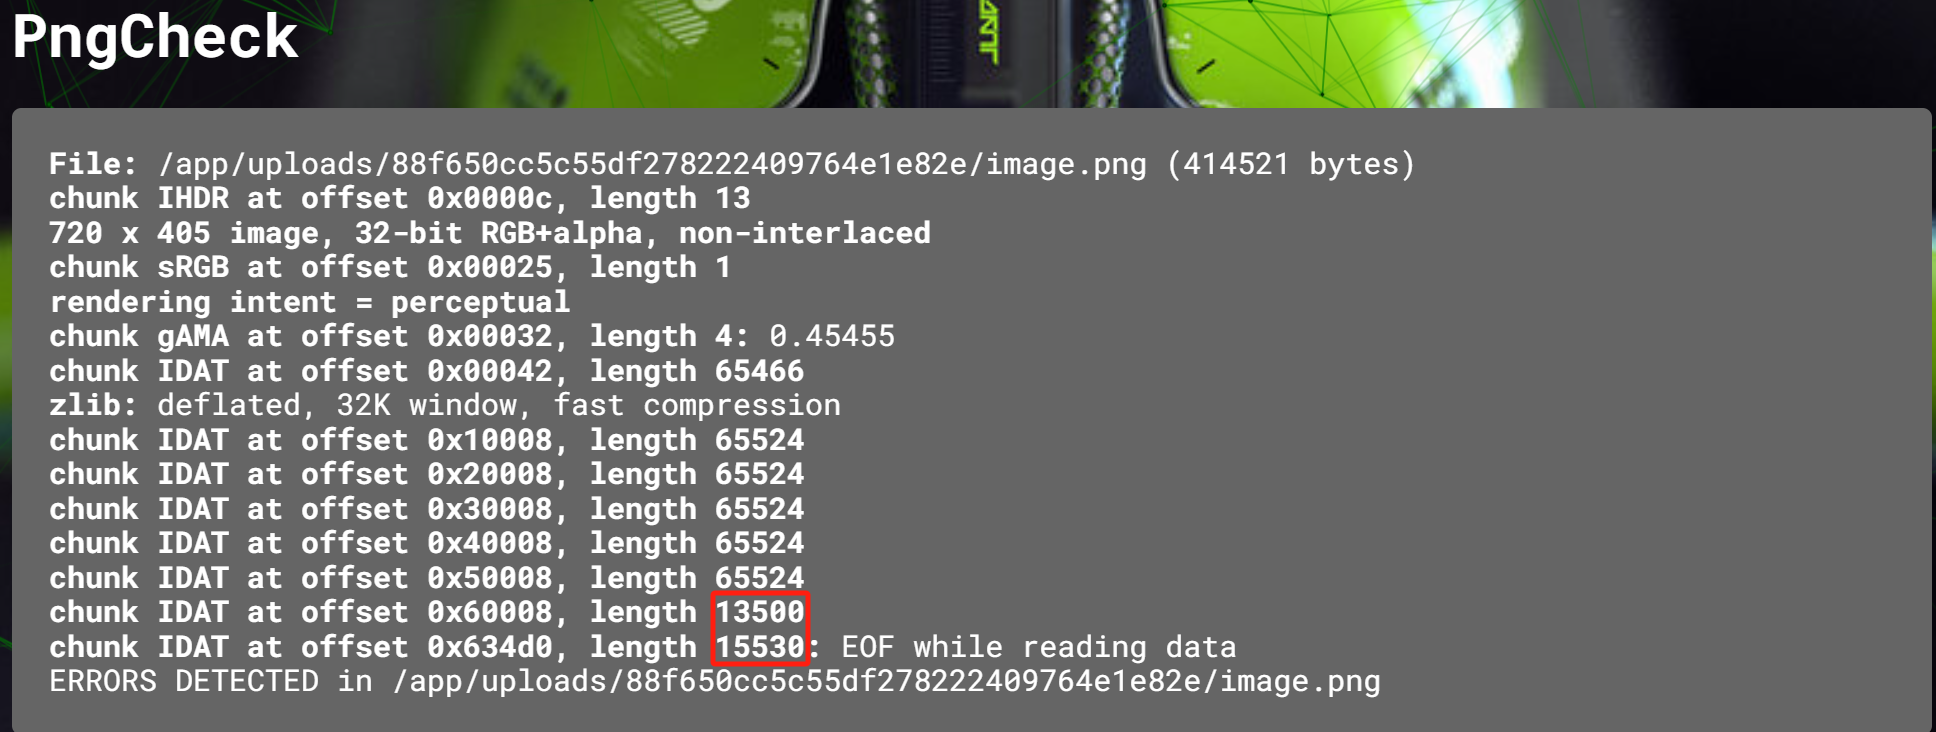 PngCheck
ANT
File: /app/uploads/88f650cc5c55df278222409764e1e82e/image.png (414521 bytes)
chunk IHDR at offset 0x0000c, length 13
720 x 405 image, 32-bit RGB+alpha, non-interlaced
chunk sRGB at offset 0x00025, length 1
rendering intent = perceptual
chunk gAMA at offset 0x00032, length 4: 0.45455
chunk IDAT at offset 0x00042, length 65466
zlib: deflated, 32K window, fast compression
chunk IDAT at offset 0x10008, length 65524
chunk IDAT at offset 0x20008, length 65524
chunk IDAT at offset 0x30008, length 65524
chunk IDAT at offset 0x40008, length 65524
chunk IDAT at offset 0x50008, length 65524
chunk IDAT at offset 0x60008, length 13500
chunk IDAT at offset 0x634d0, length 15530: EOF while reading data
ERRORS DETECTED in /app/uploads/88f650cc5c55df278222409764e1e82e/image.png